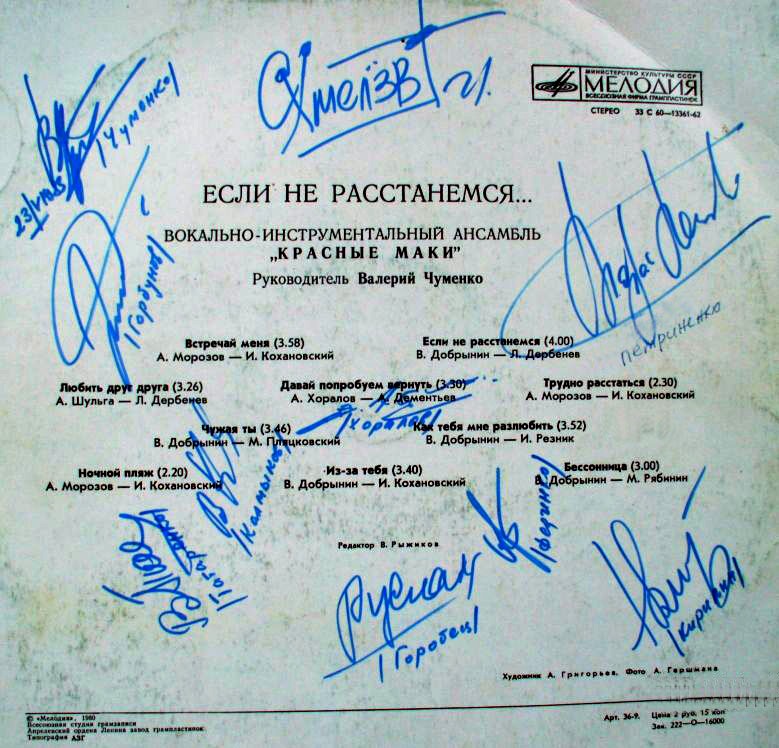 Хмелёв
МИНИСТЕРСТВО КУЛЬТУРЫ СССР
МЕЛОДИЯ
ВСЕСОЮЗНАЯ ФИРМА ГРАМПЛАСТИНОК
СТЕРЕО 33 С 60—13361-62
/Чуменко/
ЕСЛИ НЕ РАССТАНЕМСЯ...
ВОКАЛЬНО-ИНСТРУМЕНТАЛЬНЫЙ АНСАМБЛЬ
„КРАСНЫЕ МАКИ"
Руководитель Валерий Чуменко
/Горбунов/
петриненко
Встречай меня (3.58)
А. Морозов — И. Кохановский
Если не расстанемся (4.00)
В. Добрынин — Л. Дербенев
Любить друг друга (3.26)
А. Шульга — Л. Дербенев
Давай попробуем вернуть (3.30)
А. Хоралов — А. Дементьев
Трудно расстаться (2.30)
А. Морозов — И. Кохановский
/хоралов/
Чужая ты (3.46)
В. Добрынин — М. Пляцковский
Как тебя мне разлюбить (3.52)
В. Добрынин — И. Резник
Ночной пляж (2.20)
А. Морозов — И. Кохановский
Из-за тебя (3.40)
В. Добрынин — И. Кохановский
Бессонница (3.00)
В. Добрынин — М. Рябинин
/Калмыков/
Редактор В. Рыжиков
Руслан
/Горобец/
/кирилин/
Художник А. Григорьев. Фото А. Гершмана
© «Мелодия», 1980
Всесоюзная студия грамзаписи
Апрелевский ордена Ленина завод грампластинок
Типография АЗГ
Арт. 36-9. Цена 2 руб. 15 коп
Зак. 222—О—16000